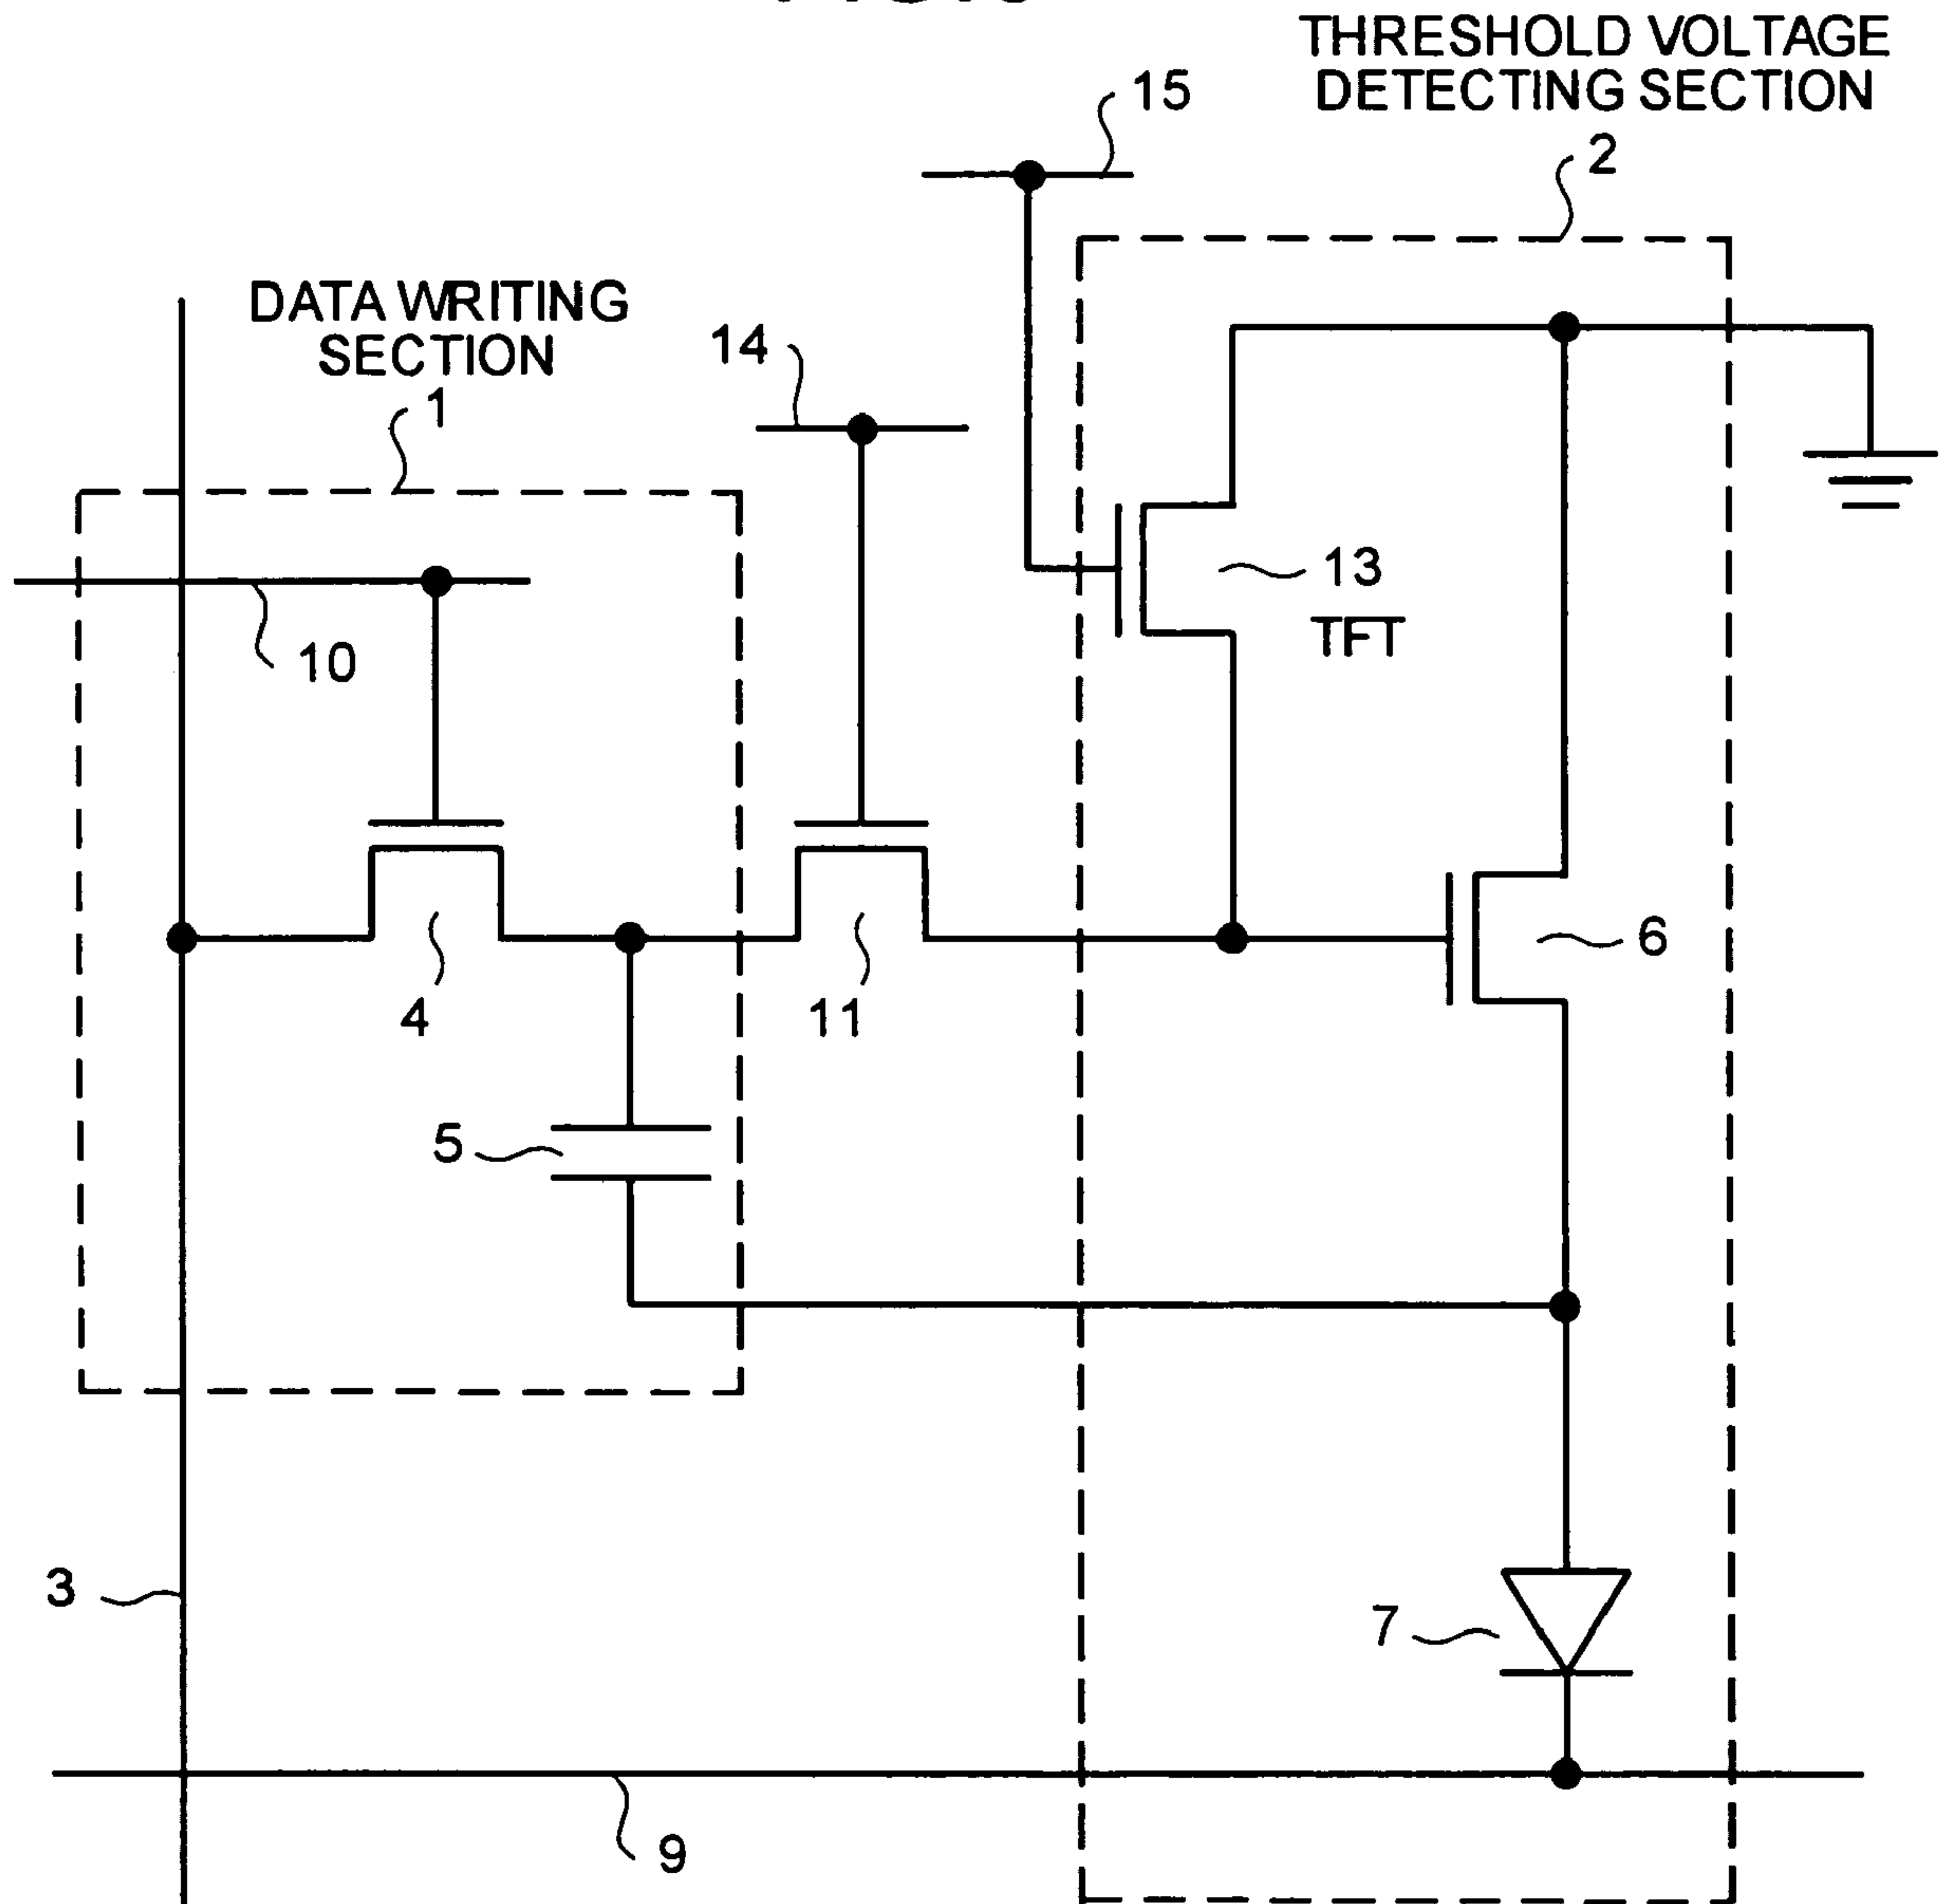 THRESHOLD VOLTAGE
DETECTING SECTION
2
15
DATA WRITING
SECTION
1
14
13
TFT
10
6
4
11
5
3
7
9